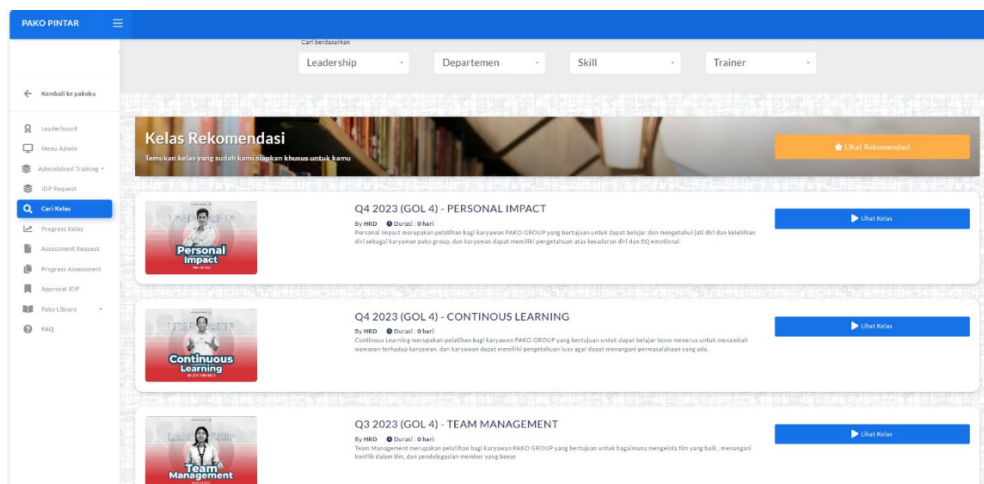 PAKO PINTAR
Cari berdasarkan
Leadership
Departemen
Skill
Trainer
Kembali ke pakoku
Leaderboard
Menu Admin
Administrasi Training
IDP Request
Cari Kelas
Progress Kelas
Assessment Request
Progress Assessment
Approval IDP
Pako Library
FAQ
Kelas Rekomendasi
Temukan kelas yang sudah kami siapkan khusus untuk kamu
Lihat Rekomendasi
Personal
Impact
Q4 2023 (GOL 4) - PERSONAL IMPACT
By HRD Durasi : 0 hari
Personal Impact merupakan pelatihan bagi karyawan PAKO GROUP yang bertujuan untuk dapat belajar dan mengetahui jati diri dan kelebihan
diri sebagai karyawan pako group, dan karyawan dapat memiliki pengetahuan atas kesadaran diri dan EQ emotional.
Lihat Kelas
Continuous
Learning
Q4 2023 (GOL 4) - CONTINOUS LEARNING
By HRD Durasi : 0 hari
Continous Learning merupakan pelatihan bagi karyawan PAKO GROUP yang bertujuan untuk dapat belajar terus menerus untuk menambah
wawasan terhadap karyawan, dan karyawan dapat memiliki pengetahuan luas agar dapat menangani permasalahaan yang ada.
Lihat Kelas
Team
Management
Q3 2023 (GOL 4) - TEAM MANAGEMENT
By HRD Durasi : 0 hari
Team Management merupakan pelatihan bagi karyawan PAKO GROUP yang bertujuan untuk bagaimana mengelola tim yang baik , menangani
konflik dalam tim, dan pendelegasian member yang benar
Lihat Kelas